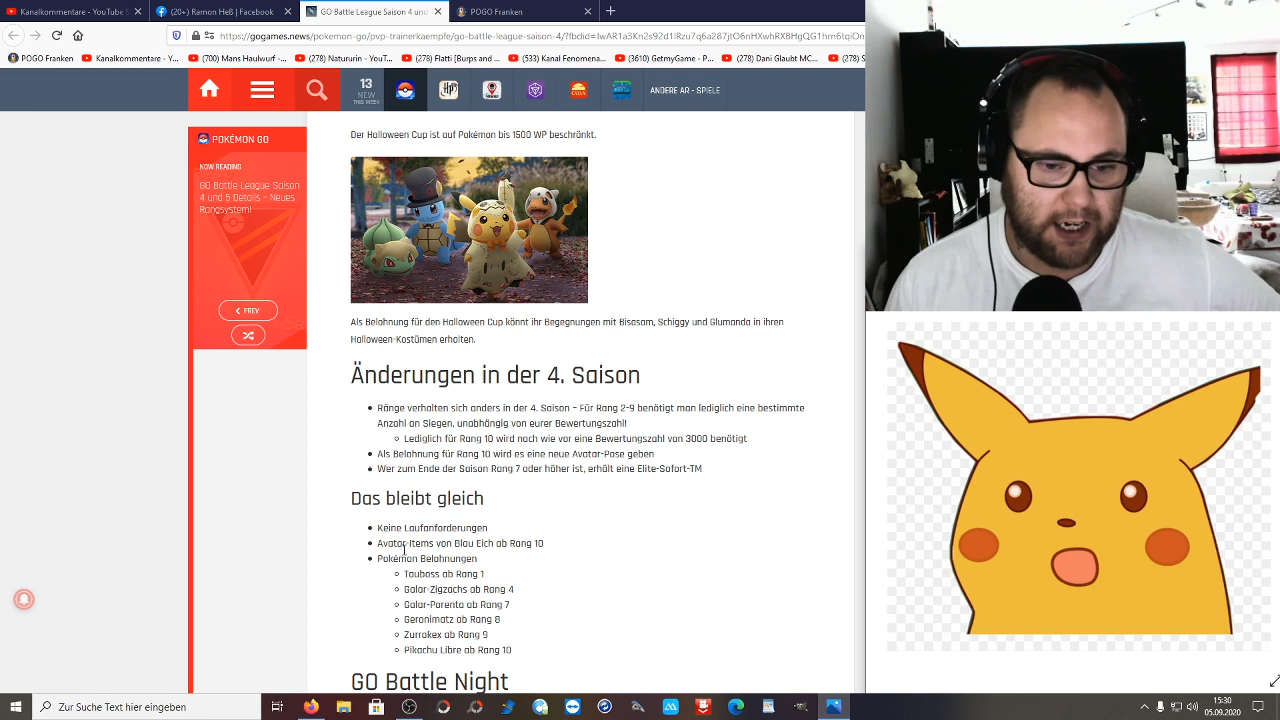 Kanalkommentare - YouTube S
(20+) Ramon Heß | Facebook
GO Battle League Saison 4 und
POGO Franken
https://gogames.news/pokemon-go/pvp-trainerkaempfe/go-battle-league-saison-4/?fbclid=
POGO Franken
Kanalkommentare - Y...
(700) Mans Haulwurf - ...
(278) Naturizin - YouT...
(278) Flatti [Burps and ...
(533) Kanal Fenomena...
(3610) GetmyGame - P...
(278) Dani Glaubt MC...
(278) S
13
NEW
THIS WEEK
HP
CATAN
ANDERE AR - SPIELE
POKÉMON GO
NOW READING
GO Battle League Saison
4 und 5 Details – Neues
Rangsystem!
PREV
Der Halloween Cup ist auf Pokémon bis 1500 WP beschränkt.
Als Belohnung für den Halloween Cup könnt ihr Begegnungen mit Bisasam, Schiggy und Glumanda in ihren
Halloween-Kostümen erhalten.
Änderungen in der 4. Saison
Ränge verhalten sich anders in der 4. Saison – Für Rang 2-9 benötigt man lediglich eine bestimmte
Anzahl an Siegen, unabhängig von eurer Bewertungszahl!
Lediglich für Rang 10 wird nach wie vor eine Bewertungszahl von 3000 benötigt
Als Belohnung für Rang 10 wird es eine neue Avatar-Pose geben
Wer zum Ende der Saison Rang 7 oder höher ist, erhält eine Elite-Sofort-TM
Das bleibt gleich
Keine Laufanforderungen
Avatar-Items von Blau Eich ab Rang 10
Pokémon Belohnungen
Tauboss ab Rang 1
Galar-Zigzachs ab Rang 4
Galar-Porenta ab Rang 7
Geronimatz ab Rang 8
Zurrokex ab Rang 9
Pikachu Libre ab Rang 10
GO Battle Night
Zur Suche Text hier eingeben
15:30
05.09.2020